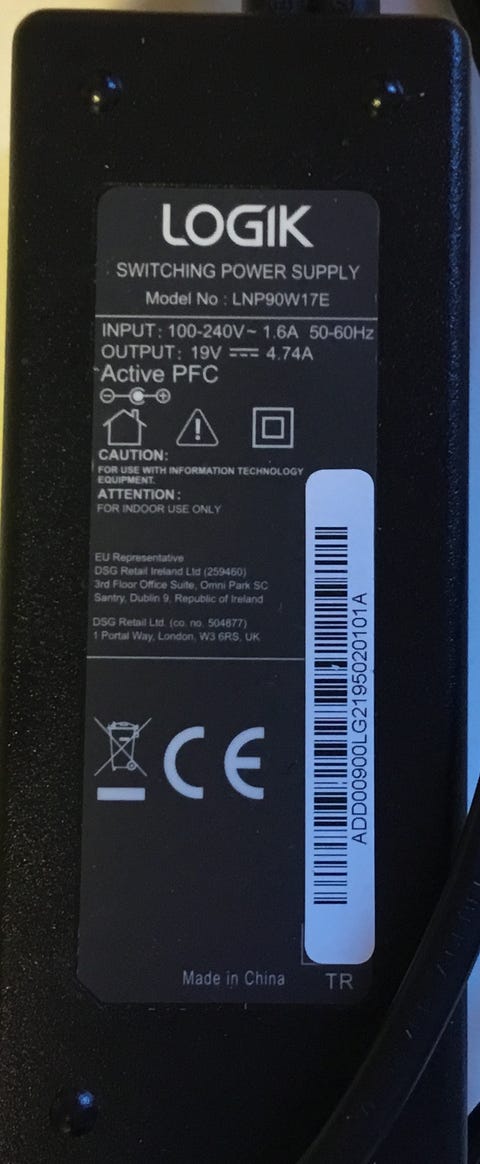 LOGIK
SWITCHING POWER SUPPLY
Model No : LNP90W17E
INPUT : 100-240V~ 1.6A 50-60Hz
OUTPUT : 19V ⎓ 4.74A
Active PFC
CAUTION:
FOR USE WITH INFORMATION TECHNOLOGY
EQUIPMENT.
ATTENTION:
FOR INDOOR USE ONLY
EU Representative
DSG Retail Ireland Ltd (259460)
3rd Floor Office Suite, Omni Park SC
Santry, Dublin 9, Republic of Ireland
DSG Retail Ltd. (co. no. 504877)
1 Portal Way, London, W3 6RS, UK
CE
ADD00900LG2195020101A
Made in China
TR